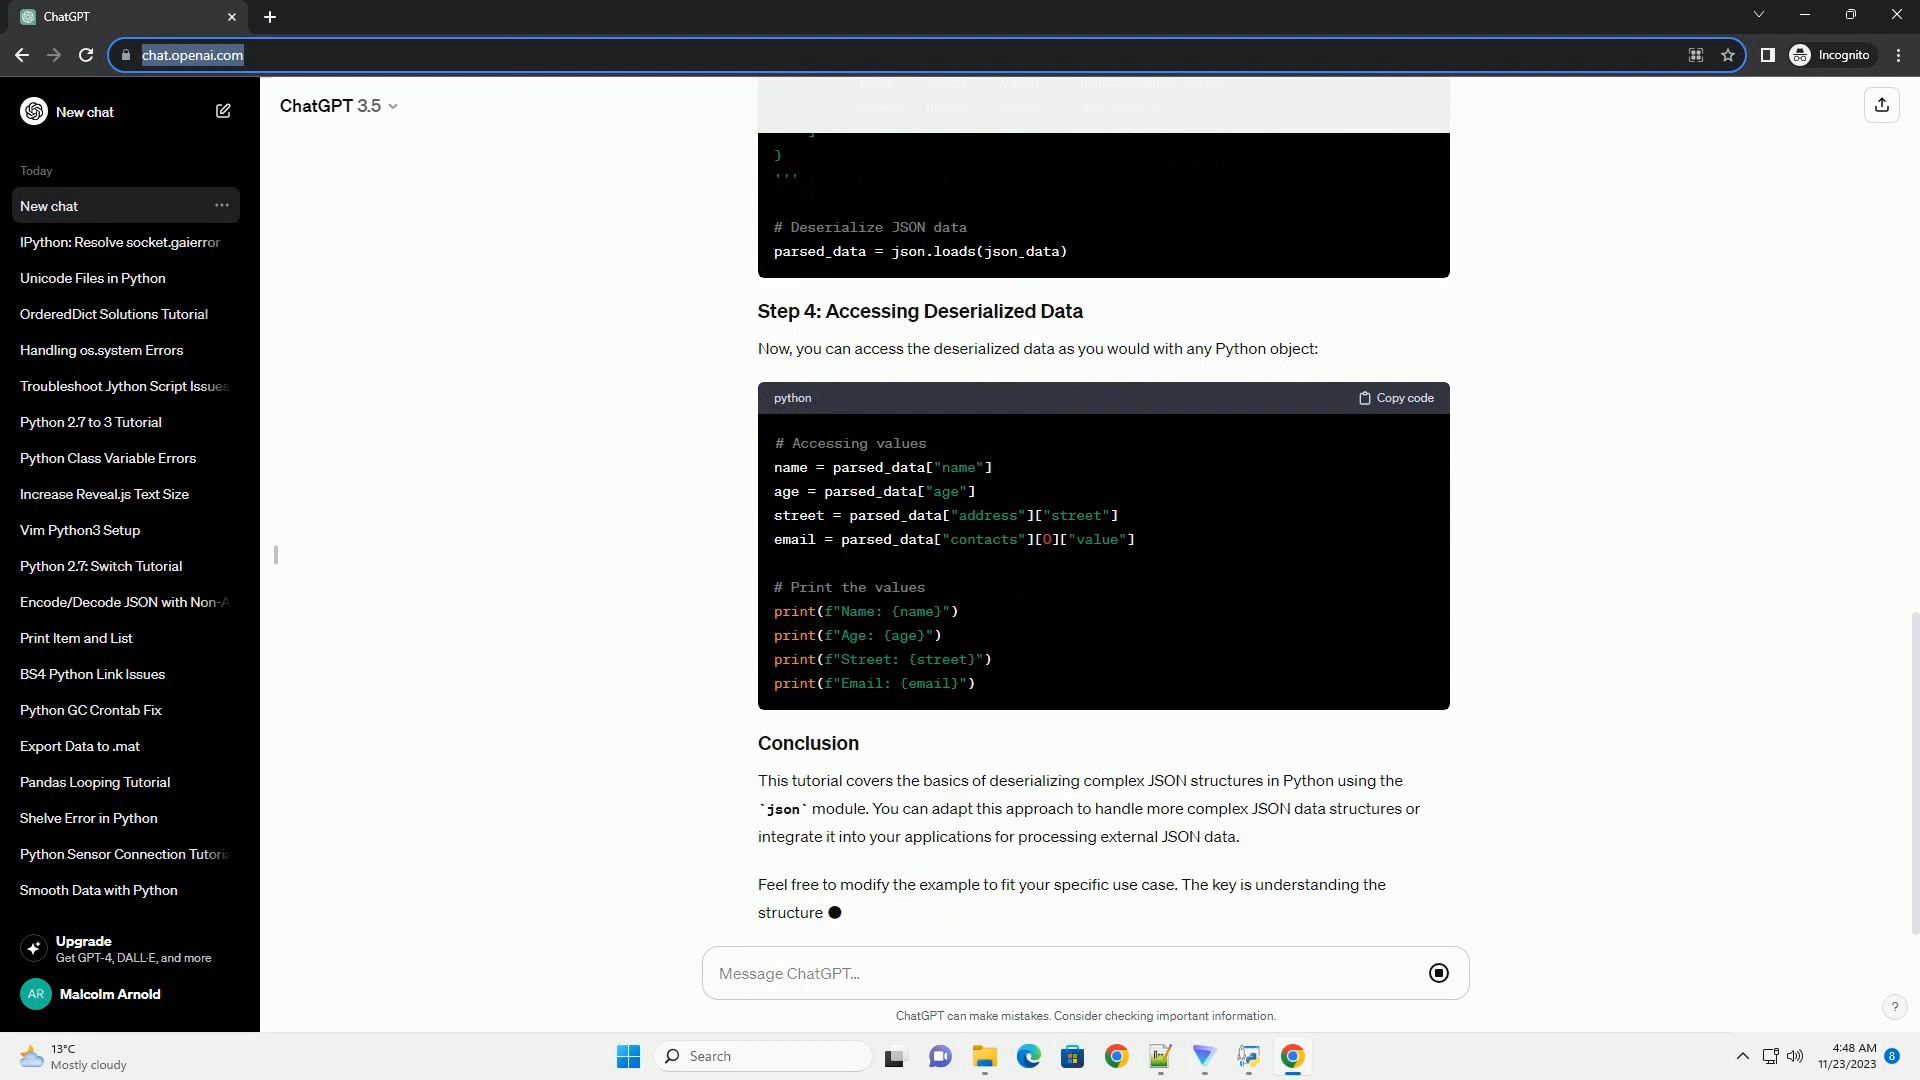 ChatGPT
chat.openai.com
Incognito
New chat
ChatGPT 3.5
Today
New chat
IPython: Resolve socket.gaierror
Unicode Files in Python
OrderedDict Solutions Tutorial
Handling os.system Errors
Troubleshoot Jython Script Issues
Python 2.7 to 3 Tutorial
Python Class Variable Errors
Increase Reveal.js Text Size
Vim Python3 Setup
Python 2.7: Switch Tutorial
Encode/Decode JSON with Non-A
Print Item and List
BS4 Python Link Issues
Python GC Crontab Fix
Export Data to .mat
Pandas Looping Tutorial
Shelve Error in Python
Python Sensor Connection Tutoria
Smooth Data with Python
Upgrade
Get GPT-4, DALL·E, and more
AR
Malcolm Arnold
]
}
'''
# Deserialize JSON data
parsed_data = json.loads(json_data)
Step 4: Accessing Deserialized Data
Now, you can access the deserialized data as you would with any Python object:
python
Copy code
# Accessing values
name = parsed_data["name"]
age = parsed_data["age"]
street = parsed_data["address"]["street"]
email = parsed_data["contacts"][0]["value"]
# Print the values
print(f"Name: {name}")
print(f"Age: {age}")
print(f"Street: {street}")
print(f"Email: {email}")
Conclusion
This tutorial covers the basics of deserializing complex JSON structures in Python using the
`json` module. You can adapt this approach to handle more complex JSON data structures or
integrate it into your applications for processing external JSON data.
Feel free to modify the example to fit your specific use case. The key is understanding the
structure
Message ChatGPT...
ChatGPT can make mistakes. Consider checking important information.
?
13°C
Mostly cloudy
Search
4:48 AM
11/23/2023
8